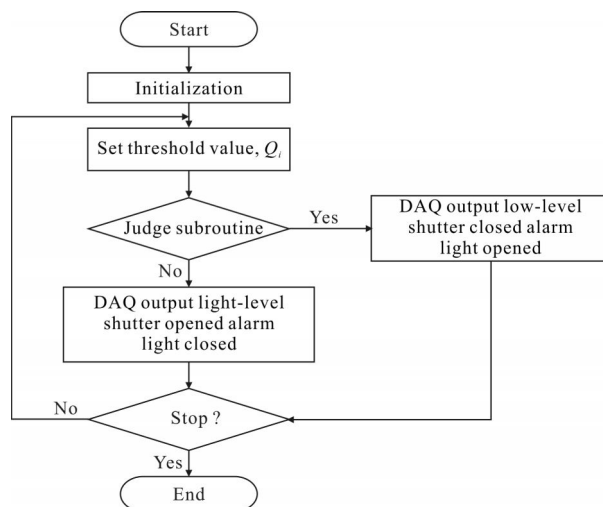 Start
Initialization
Set threshold value, Qi
Judge subroutine
Yes
DAQ output low-level
shutter closed alarm
light opened
No
DAQ output light-level
shutter opened alarm
light closed
No
Stop ?
Yes
End